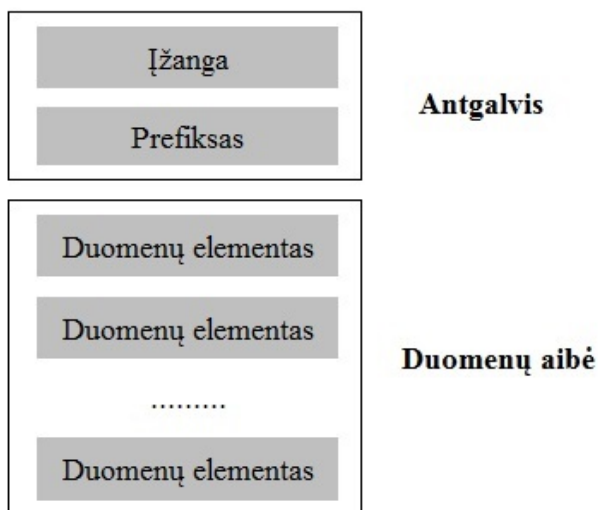 Įžanga
Prefiksas
Antgalvis
Duomenų elementas
Duomenų elementas
.........
Duomenų elementas
Duomenų aibė